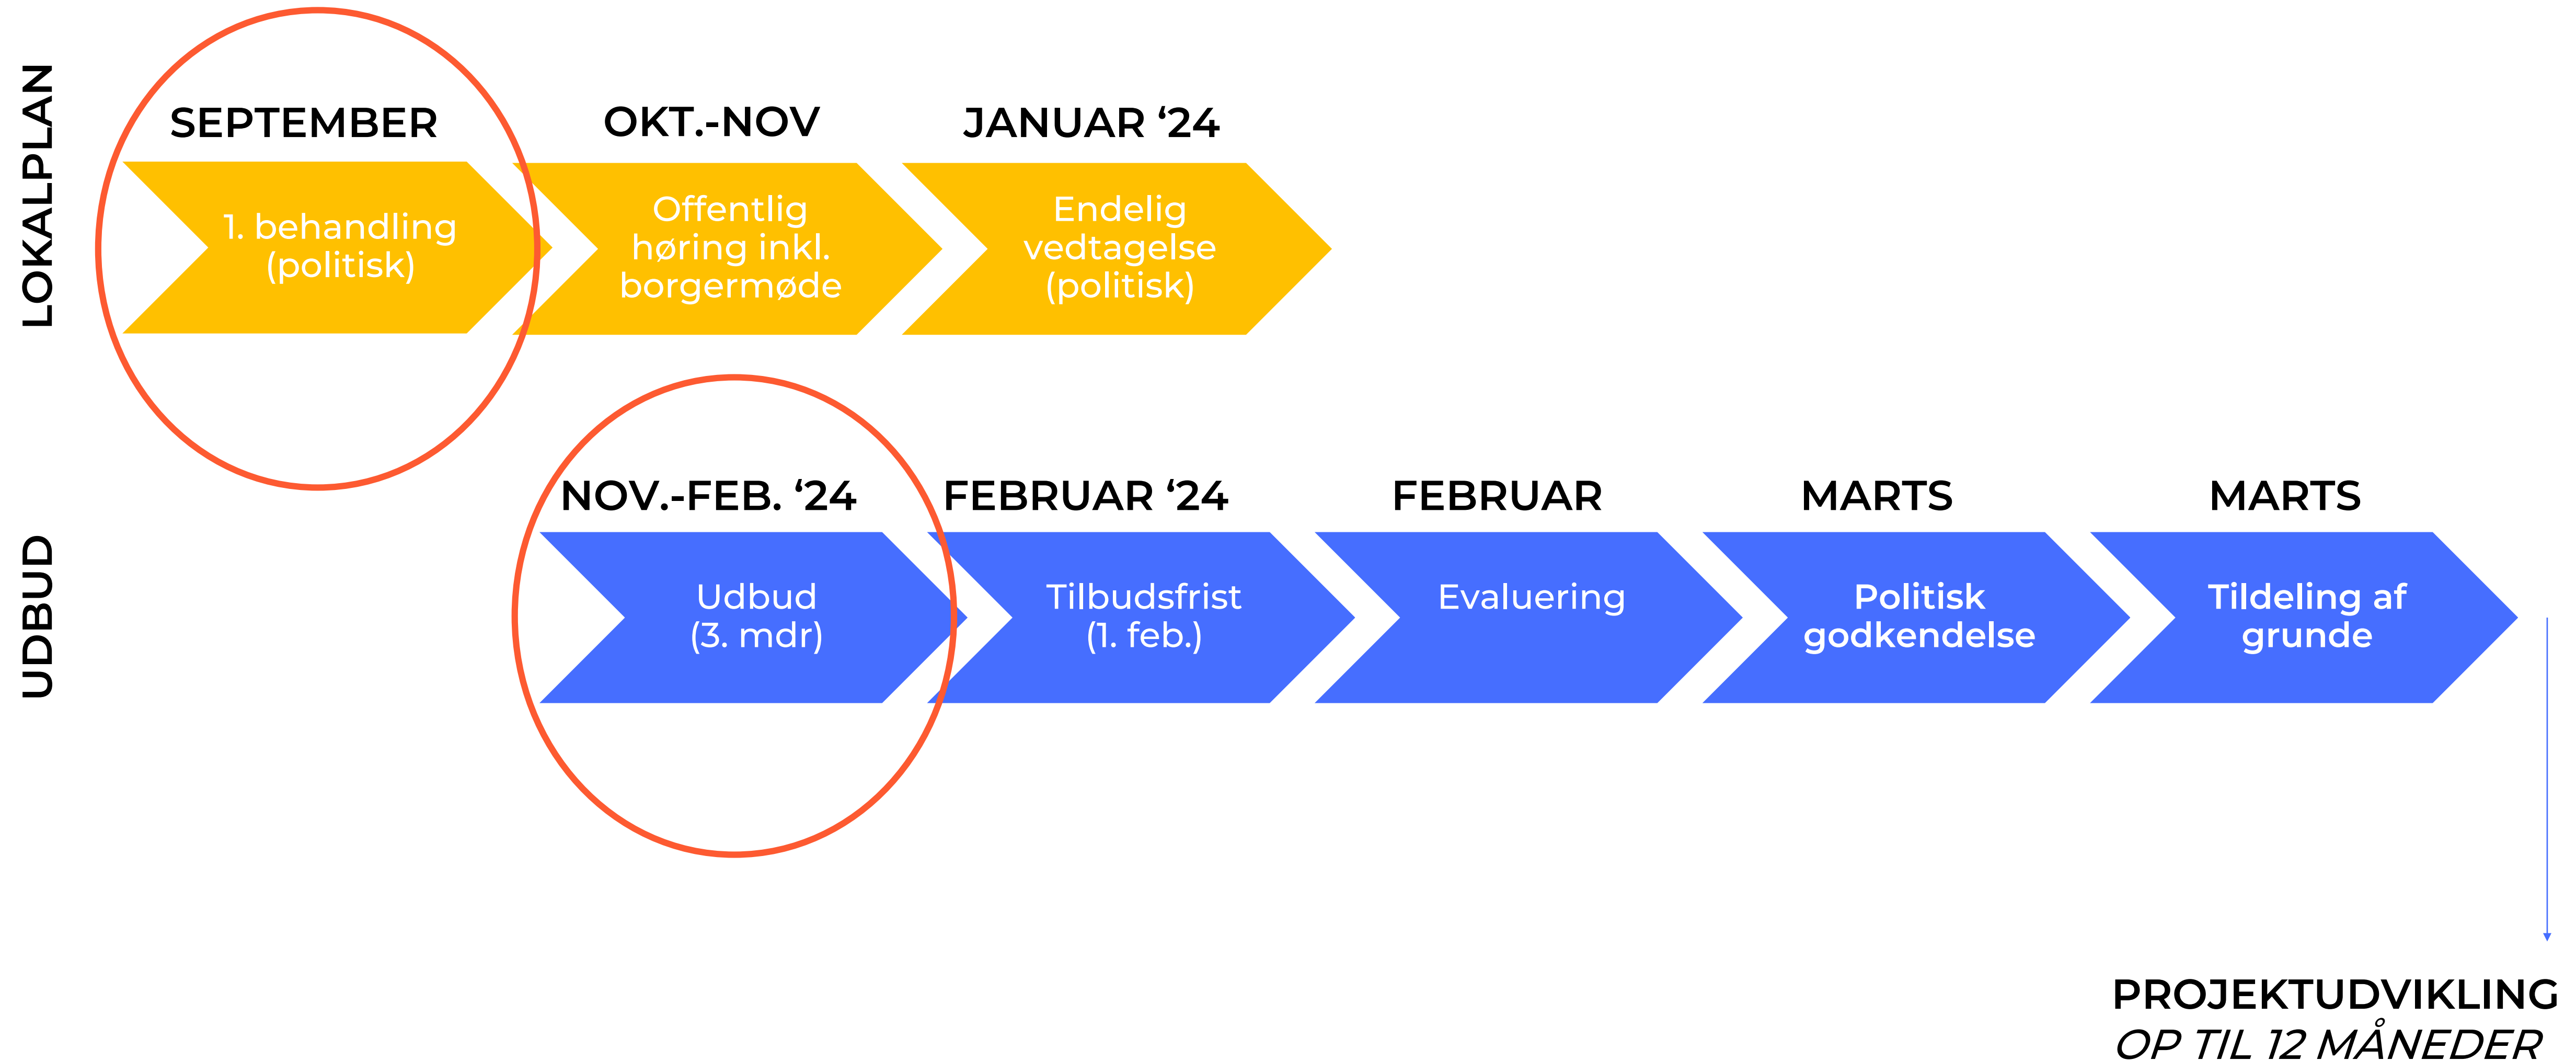 LOKALPLAN
SEPTEMBER
1. behandling
(politisk)
OKT.-NOV
Offentlig
høring inkl.
borgermøde
JANUAR ‘24
Endelig
vedtagelse
(politisk)
UDBUD
NOV.-FEB. ‘24
Udbud
(3. mdr)
FEBRUAR ‘24
Tilbudsfrist
(1. feb.)
FEBRUAR
Evaluering
MARTS
Politisk
godkendelse
MARTS
Tildeling af
grunde
PROJEKTUDVIKLING
OP TIL 12 MÅNEDER